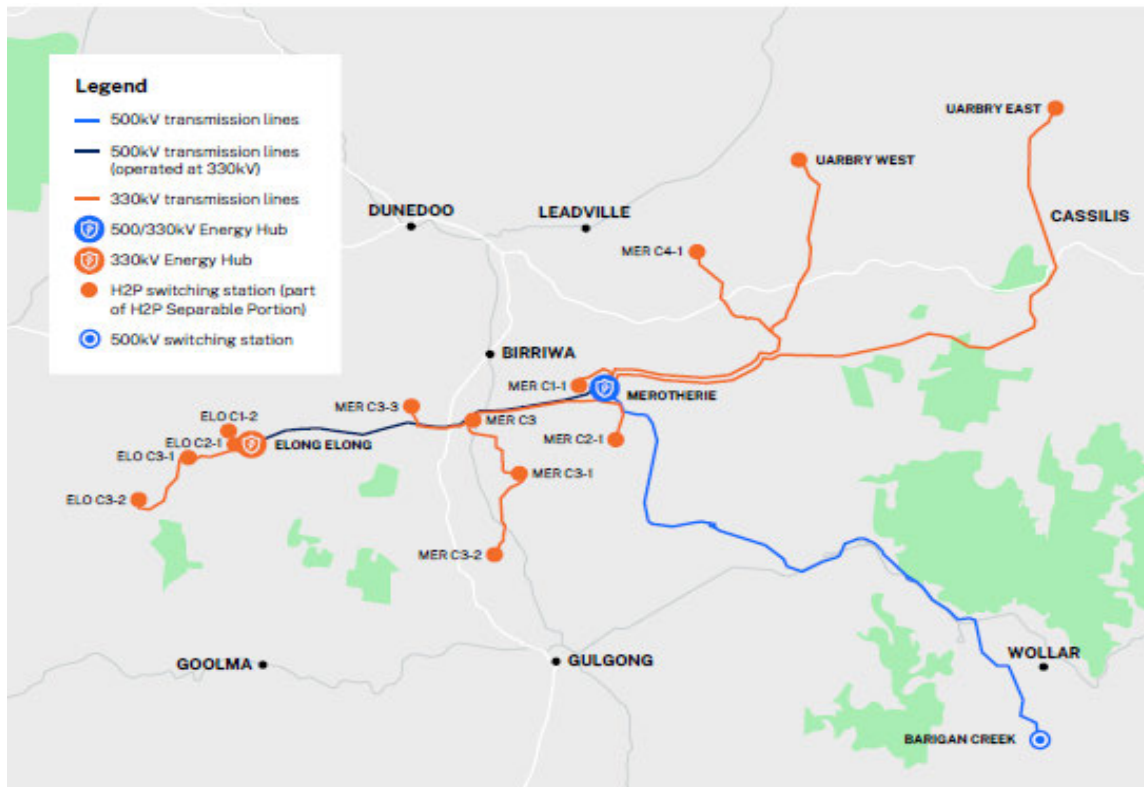 Legend
500kV transmission lines
500kV transmission lines
(operated at 330kV)
330kV transmission lines
500/330kV Energy Hub
330kV Energy Hub
H2P switching station (part
of H2P Separable Portion)
500kV switching station
UARBRY EAST
UARBRY WEST
DUNEDOO
LEADVILLE
CASSILIS
MER C4-1
BIRRIWA
MER C1-1
MEROTHERIE
MER C3-3
ELO C1-2
MER C3
ELO C2-1
ELONG ELONG
MER C2-1
ELO C3-1
MER C3-1
ELO C3-2
MER C3-2
GOOLMA
GULGONG
WOLLAR
BARIGAN CREEK